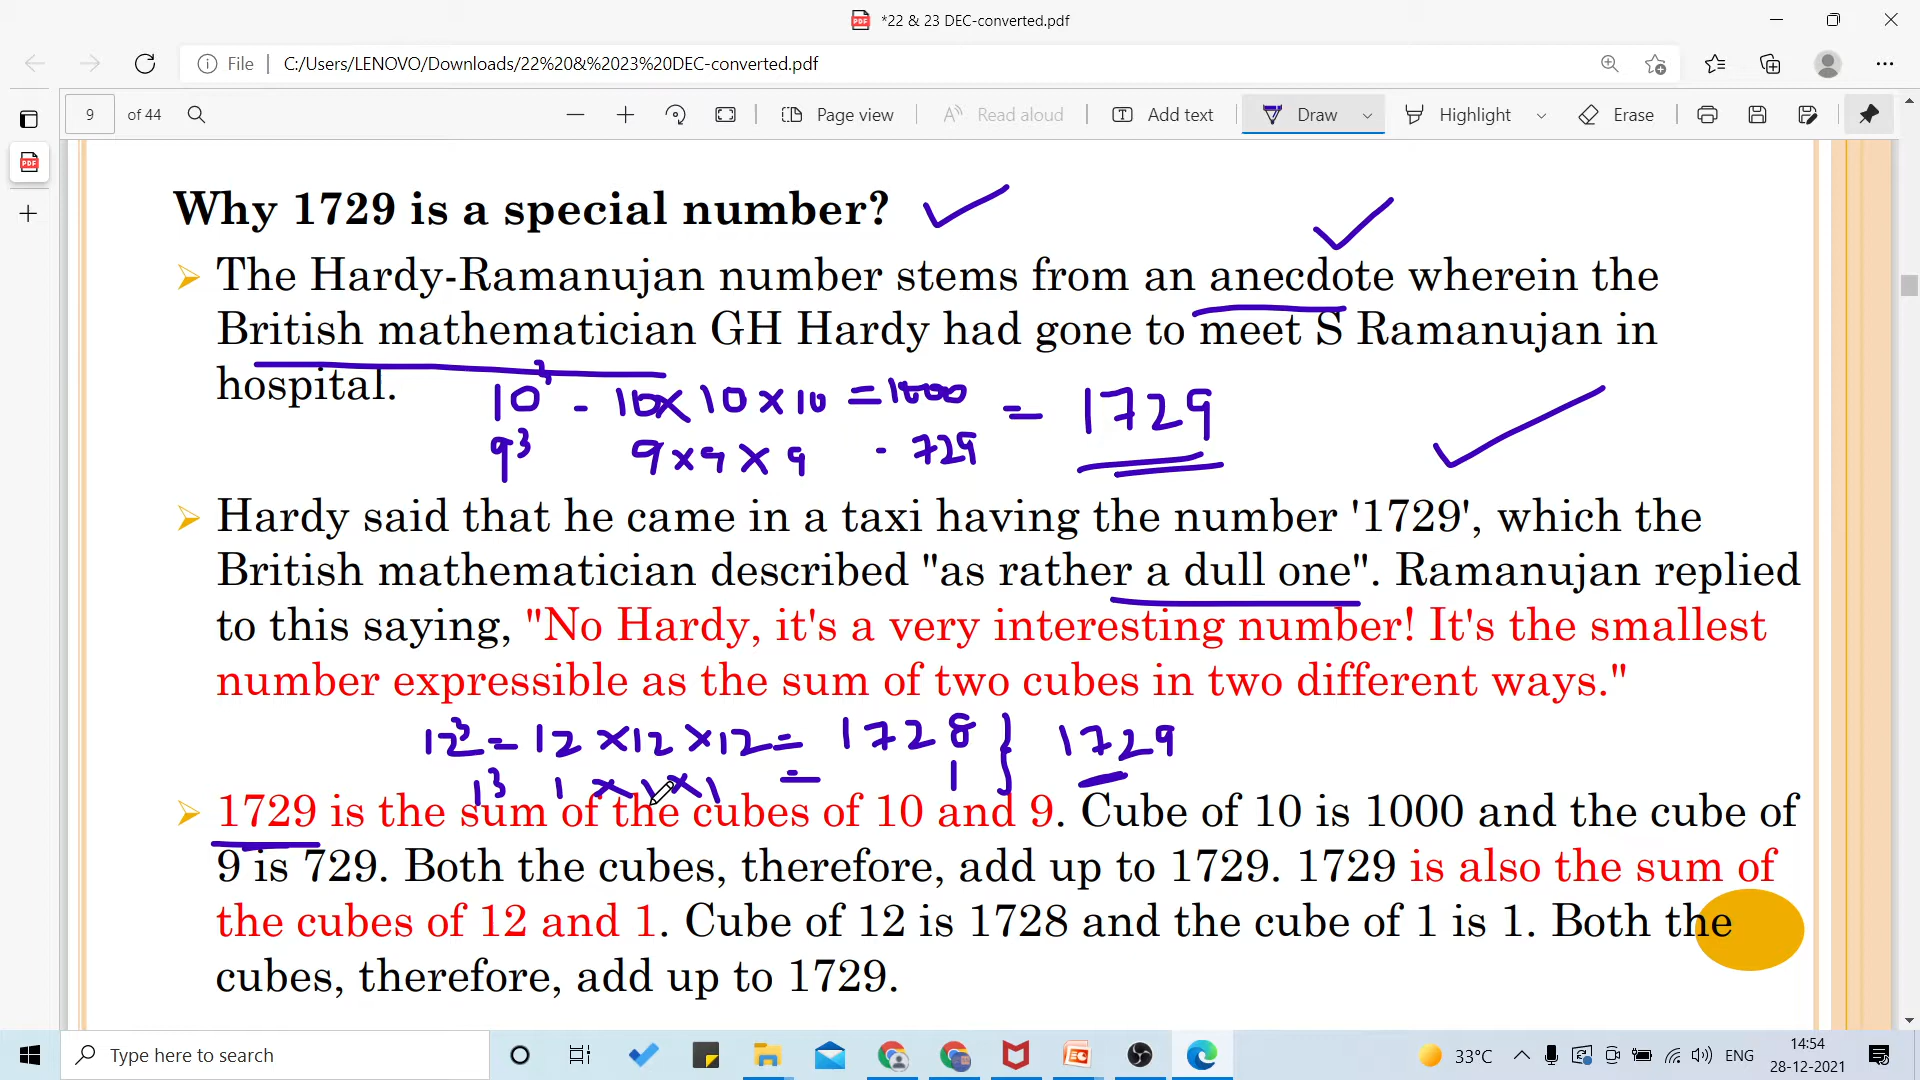 *22 & 23 DEC-converted.pdf
File | C:/Users/LENOVO/Downloads/22%20&%2023%20DEC-converted.pdf
9 of 44 Page view Read aloud Add text Draw Highlight Erase
Why 1729 is a special number?
The Hardy-Ramanujan number stems from an anecdote wherein the
British mathematician GH Hardy had gone to meet S Ramanujan in
hospital.
10³ - 10×10×10 =1000 = 1729
9³ 9×9×9 - 729
Hardy said that he came in a taxi having the number '1729', which the
British mathematician described "as rather a dull one". Ramanujan replied
to this saying, "No Hardy, it's a very interesting number! It's the smallest
number expressible as the sum of two cubes in two different ways."
12³ = 12 ×12 ×12 = 1728 } 1729
1³ 1 ×1×1 = 1
1729 is the sum of the cubes of 10 and 9. Cube of 10 is 1000 and the cube of
9 is 729. Both the cubes, therefore, add up to 1729. 1729 is also the sum of
the cubes of 12 and 1. Cube of 12 is 1728 and the cube of 1 is 1. Both the
cubes, therefore, add up to 1729.
Type here to search 33°C ENG 14:54
28-12-2021